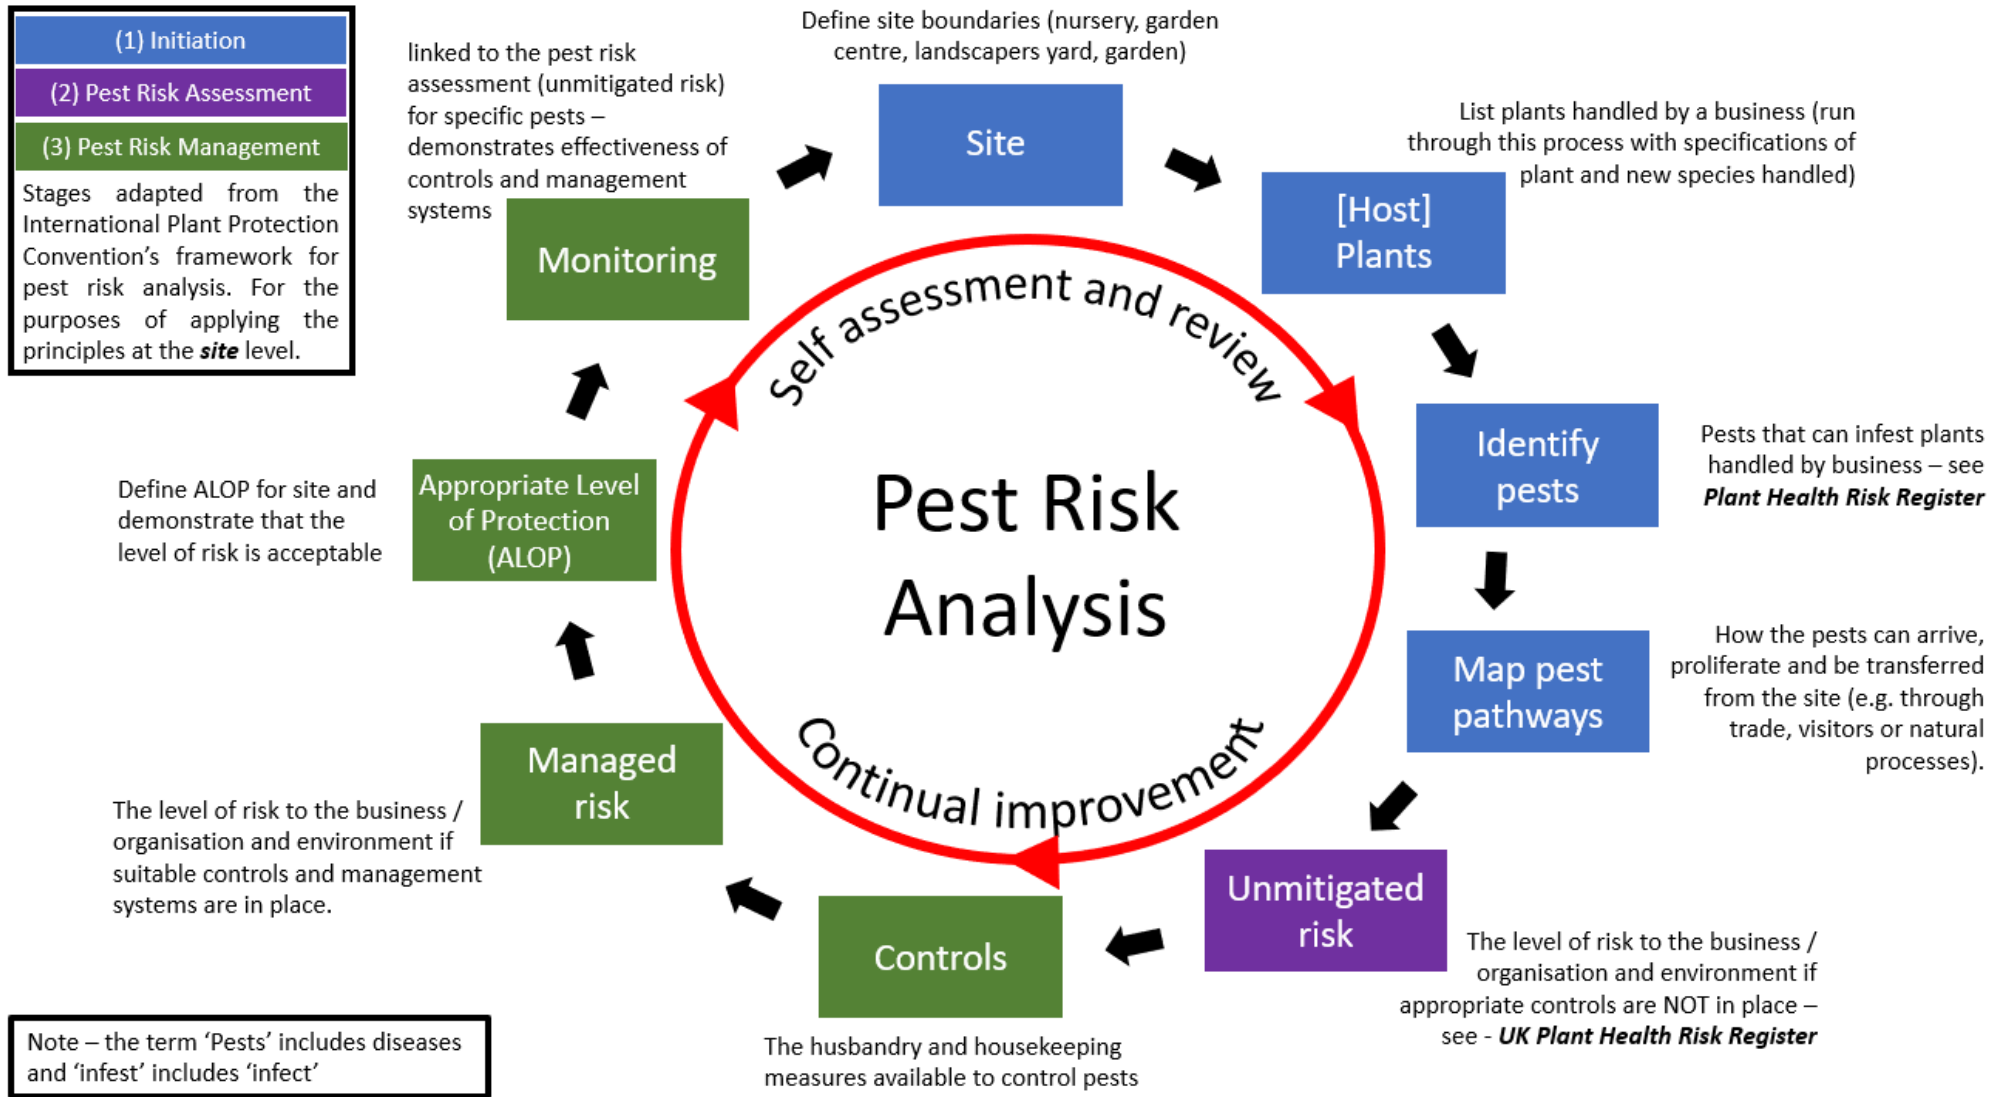 (1) Initiation
(2) Pest Risk Assessment
(3) Pest Risk Management
Stages adapted from the
International Plant Protection
Convention’s framework for
pest risk analysis. For the
purposes of applying the
principles at the site level.
Define site boundaries (nursery, garden
centre, landscapers yard, garden)
Site
List plants handled by a business (run
through this process with specifications of
plant and new species handled)
[Host]
Plants
Identify
pests
Pests that can infest plants
handled by business – see
Plant Health Risk Register
Map pest
pathways
How the pests can arrive,
proliferate and be transferred
from the site (e.g. through
trade, visitors or natural
processes).
Unmitigated
risk
The level of risk to the business /
organisation and environment if
appropriate controls are NOT in place –
see - UK Plant Health Risk Register
Controls
The husbandry and housekeeping
measures available to control pests
Managed
risk
The level of risk to the business /
organisation and environment if
suitable controls and management
systems are in place.
Appropriate Level
of Protection
(ALOP)
Define ALOP for site and
demonstrate that the
level of risk is acceptable
Monitoring
linked to the pest risk
assessment (unmitigated risk)
for specific pests –
demonstrates effectiveness of
controls and management
systems
Self assessment and review
Pest Risk
Analysis
Continual improvement
Note – the term ‘Pests’ includes diseases
and ‘infest’ includes ‘infect’